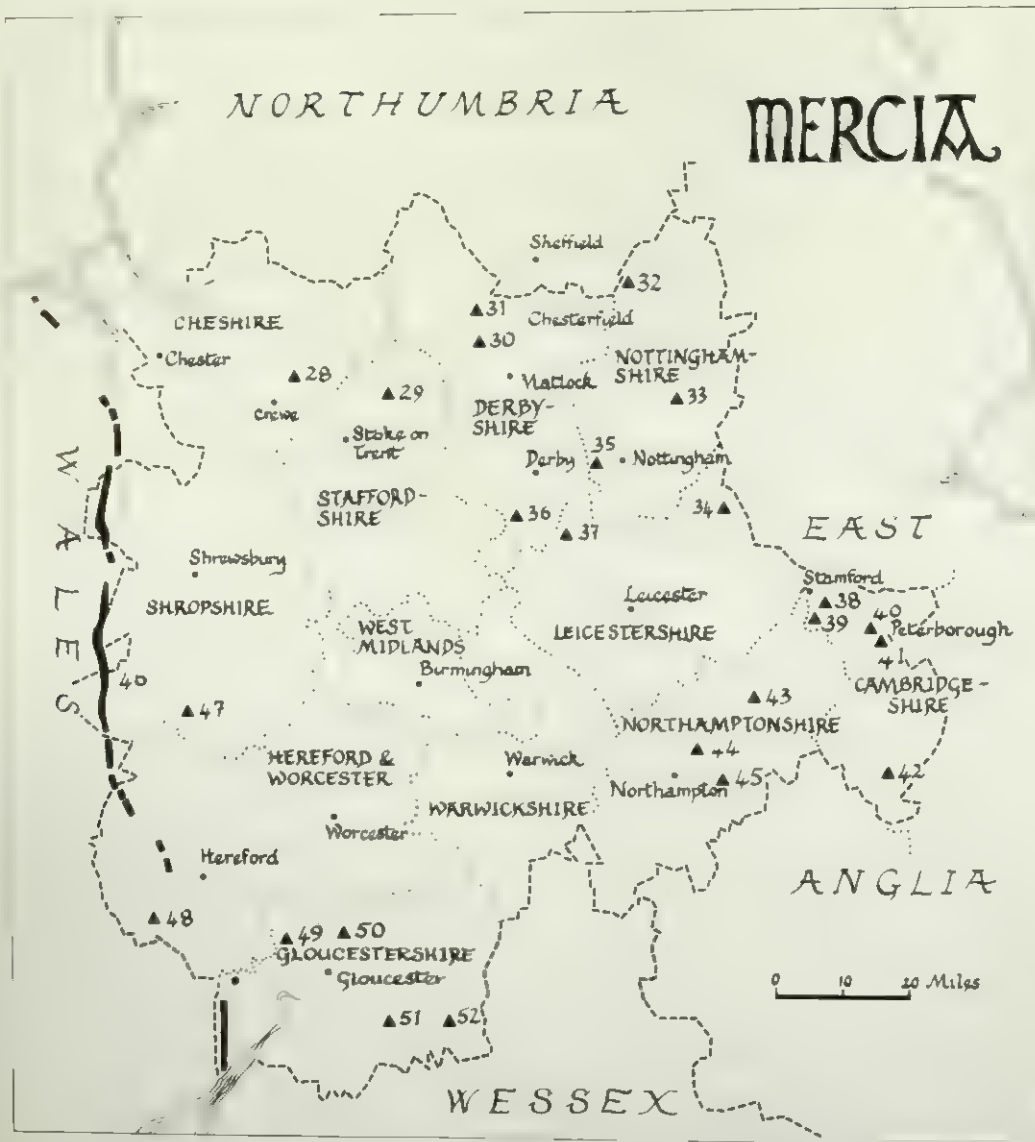 NORTHUMBRIA
MERCIA
Sheffield
32
31
Chesterfield
CHESHIRE
30
Chester
NOTTINGHAM-
SHIRE
28
Matlock
29
33
Crewe
DERBY-
SHIRE
Stoke on
Trent
35
Derby
Nottingham
WALES
STAFFORD-
SHIRE
36
34
37
EAST
Shrewsbury
Stamford
38
SHROPSHIRE
Leicester
39
40
Peterborough
WEST
MIDLANDS
LEICESTERSHIRE
41
Birmingham
CAMBRIDGE-
SHIRE
43
47
NORTHAMPTONSHIRE
44
HEREFORD &
WORCESTER
Warwick
42
Northampton
45
WARWICKSHIRE
Worcester
Hereford
ANGLIA
48
49
50
GLOUCESTERSHIRE
Gloucester
0 10 20 Miles
51
52
WESSEX